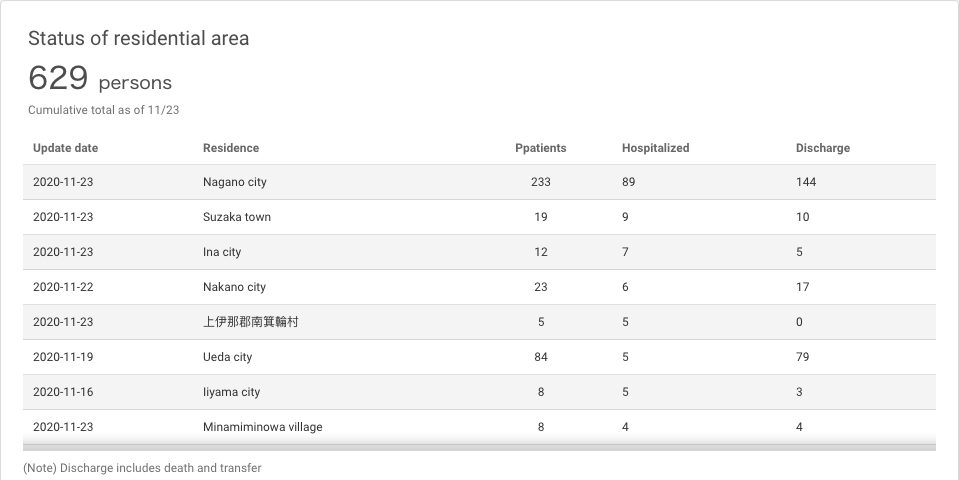 Status of residential area
629 persons
Cumulative total as of 11/23
Update date Residence Ppatients Hospitalized Discharge
2020-11-23 Nagano city 233 89 144
2020-11-23 Suzaka town 19 9 10
2020-11-23 Ina city 12 7 5
2020-11-22 Nakano city 23 6 17
2020-11-23 上伊那郡南箕輪村 5 5 0
2020-11-19 Ueda city 84 5 79
2020-11-16 Iiyama city 8 5 3
2020-11-23 Minamiminowa village 8 4 4
(Note) Discharge includes death and transfer